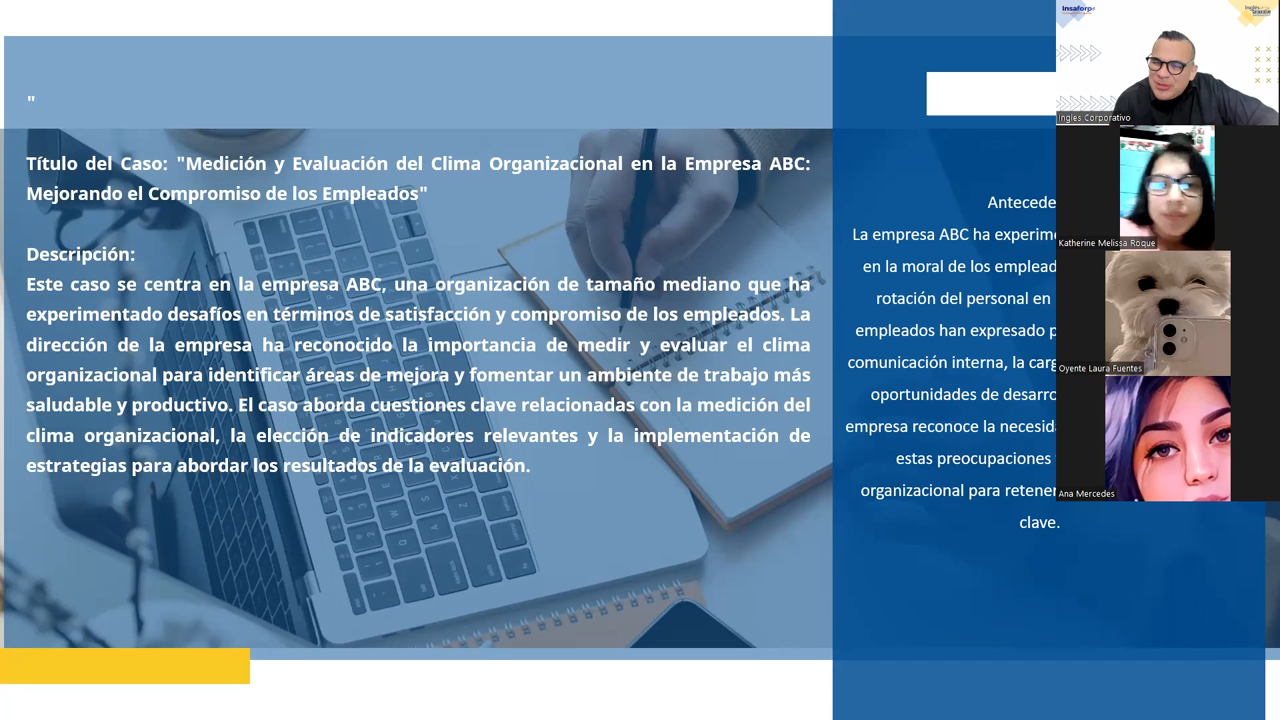 "
Título del Caso: "Medición y Evaluación del Clima Organizacional en la Empresa ABC:
Mejorando el Compromiso de los Empleados"
Descripción:
Este caso se centra en la empresa ABC, una organización de tamaño mediano que ha
experimentado desafíos en términos de satisfacción y compromiso de los empleados. La
dirección de la empresa ha reconocido la importancia de medir y evaluar el clima
organizacional para identificar áreas de mejora y fomentar un ambiente de trabajo más
saludable y productivo. El caso aborda cuestiones clave relacionadas con la medición del
clima organizacional, la elección de indicadores relevantes y la implementación de
estrategias para abordar los resultados de la evaluación.
Antecede
La empresa ABC ha experim
en la moral de los emplead
rotación del personal en
empleados han expresado p
comunicación interna, la car
oportunidades de desarro
empresa reconoce la necesid
estas preocupaciones
organizacional para retener
clave.
Insaforp
Ingles Corporativo
Katherine Melissa Roque
Oyente Laura Fuentes
Ana Mercedes